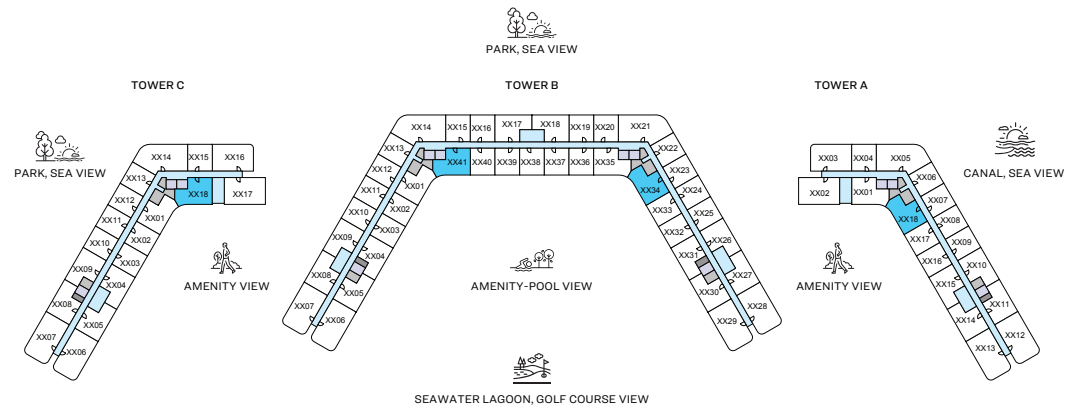 PARK, SEA VIEW
TOWER C
TOWER B
TOWER A
PARK, SEA VIEW
CANAL, SEA VIEW
XX14
XX15
XX16
XX13
XX12
XX11
XX10
XX09
XX08
XX07
XX06
XX05
XX04
XX03
XX02
XX01
XX18
XX17
AMENITY VIEW
XX14
XX15
XX16
XX17
XX18
XX19
XX20
XX21
XX13
XX12
XX11
XX10
XX09
XX08
XX07
XX06
XX05
XX04
XX03
XX02
XX01
XX41
XX40
XX39
XX38
XX37
XX36
XX35
XX34
XX33
XX32
XX31
XX30
XX29
XX28
XX27
XX26
XX25
XX24
XX23
XX22
AMENITY-POOL VIEW
XX03
XX04
XX05
XX02
XX01
XX06
XX07
XX08
XX09
XX10
XX11
XX12
XX13
XX14
XX15
XX16
XX17
XX18
AMENITY VIEW
SEAWATER LAGOON, GOLF COURSE VIEW